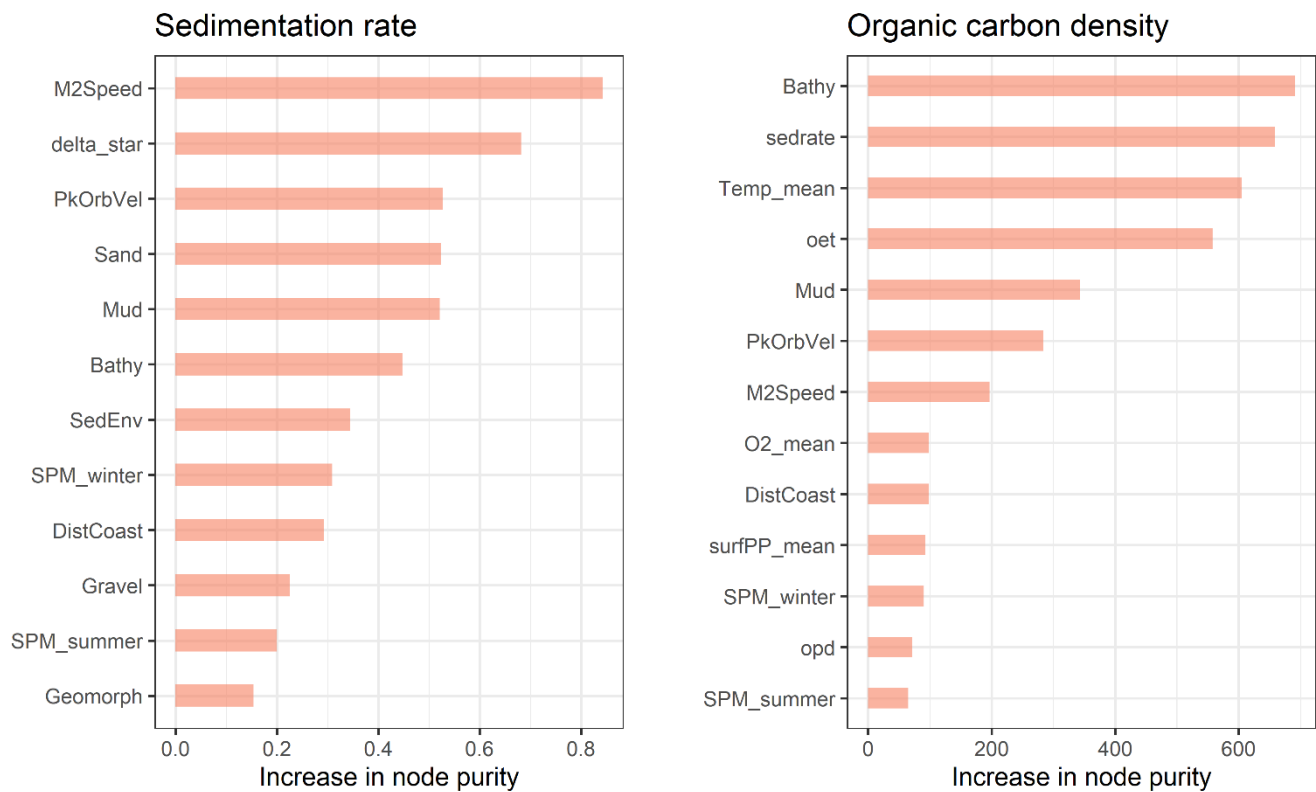 Sedimentation rate
M2Speed
delta_star
PkOrbVel
Sand
Mud
Bathy
SedEnv
SPM_winter
DistCoast
Gravel
SPM_summer
Geomorph
0.0 0.2 0.4 0.6 0.8
Increase in node purity
Organic carbon density
Bathy
sedrate
Temp_mean
oet
Mud
PkOrbVel
M2Speed
O2_mean
DistCoast
surfPP_mean
SPM_winter
opd
SPM_summer
0 200 400 600
Increase in node purity